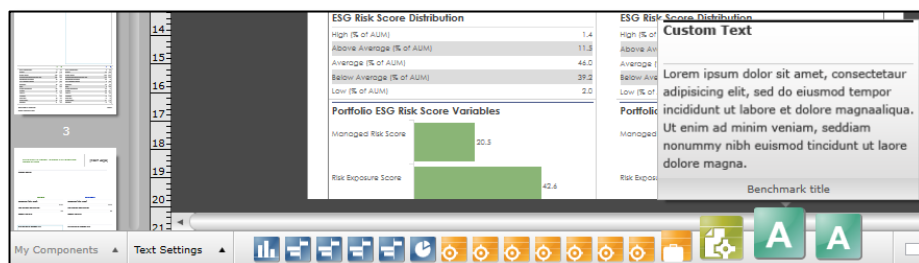 ESG Risk Score Distribution
High (% of AUM) 1.4
Above Average (% of AUM) 11.3
Average (% of AUM) 46.0
Below Average (% of AUM) 39.2
Low (% of AUM) 2.0
Portfolio ESG Risk Score Variables
Managed Risk Score 20.3
Risk Exposure Score 42.6
ESG Risk Score Distribution
High (% of
Above Av
Average (
Below Ave
Low (% of
Portfolio E
Managed
Risk Expos
Custom Text
Lorem ipsum dolor sit amet, consectetaur
adipisicing elit, sed do eiusmod tempor
incididunt ut labore et dolore magnaaliqua.
Ut enim ad minim veniam, seddiam
nonummy nibh euismod tincidunt ut laore
dolore magna.
Benchmark title
3
14
15
16
17
18
19
20
21
My Components
Text Settings
A
A